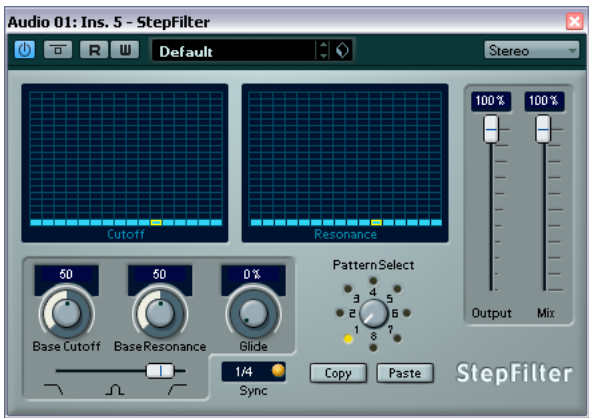 Audio 01: Ins. 5 - StepFilter
R W Default Stereo
100 % 100 %
Cutoff Resonance
50 50 0 %
Pattern Select
1 2 3 4 5 6 7 8
Output Mix
Base Cutoff Base Resonance Glide
1/4 Copy Paste StepFilter
Sync